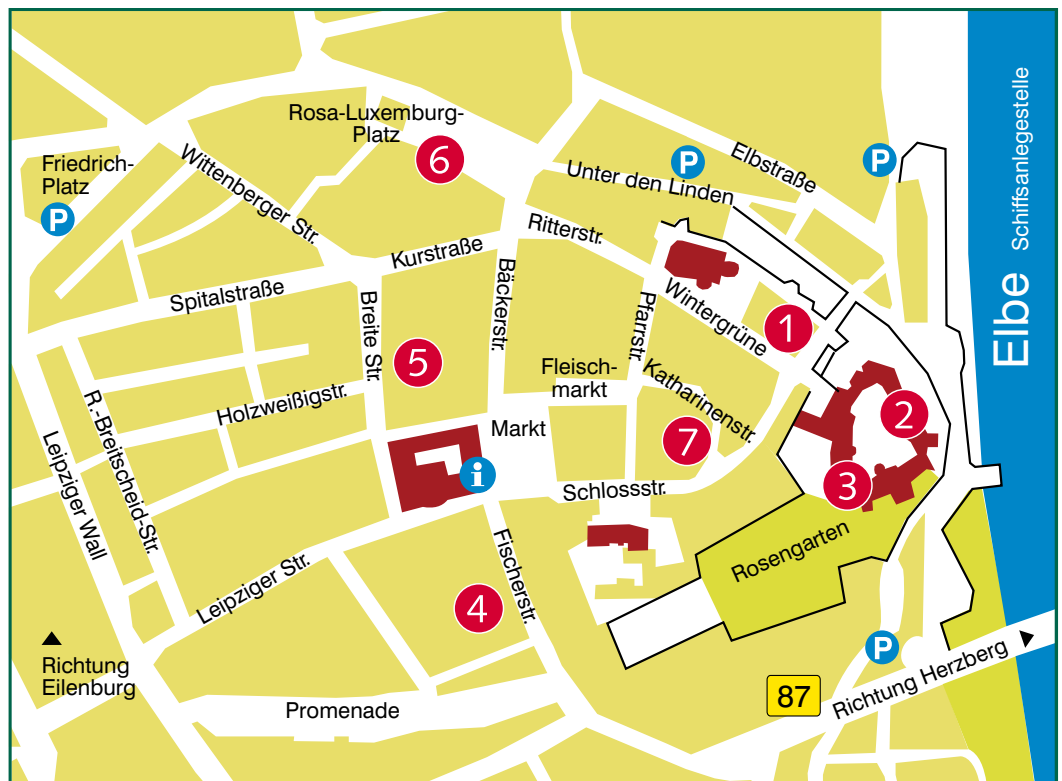 Rosa-Luxemburg-
Platz
6
Friedrich-
Platz
P
Wittenberger Str.
P
Elbstraße
P
Unter den Linden
Elbe Schiffsanlegestelle
Ritterstr.
Kurstraße
Spitalstraße
Breite Str.
Bäckerstr.
Pfarrstr.
Wintergrüne
1
5
Fleisch-
markt
Katharinenstr.
2
R.-Breitscheid-Str.
Holzweißigstr.
Markt
7
Leipziger Wall
i
Schlossstr.
3
Rosengarten
Leipziger Str.
Fischerstr.
4
P
Richtung
Eilenburg
Promenade
87
Richtung Herzberg